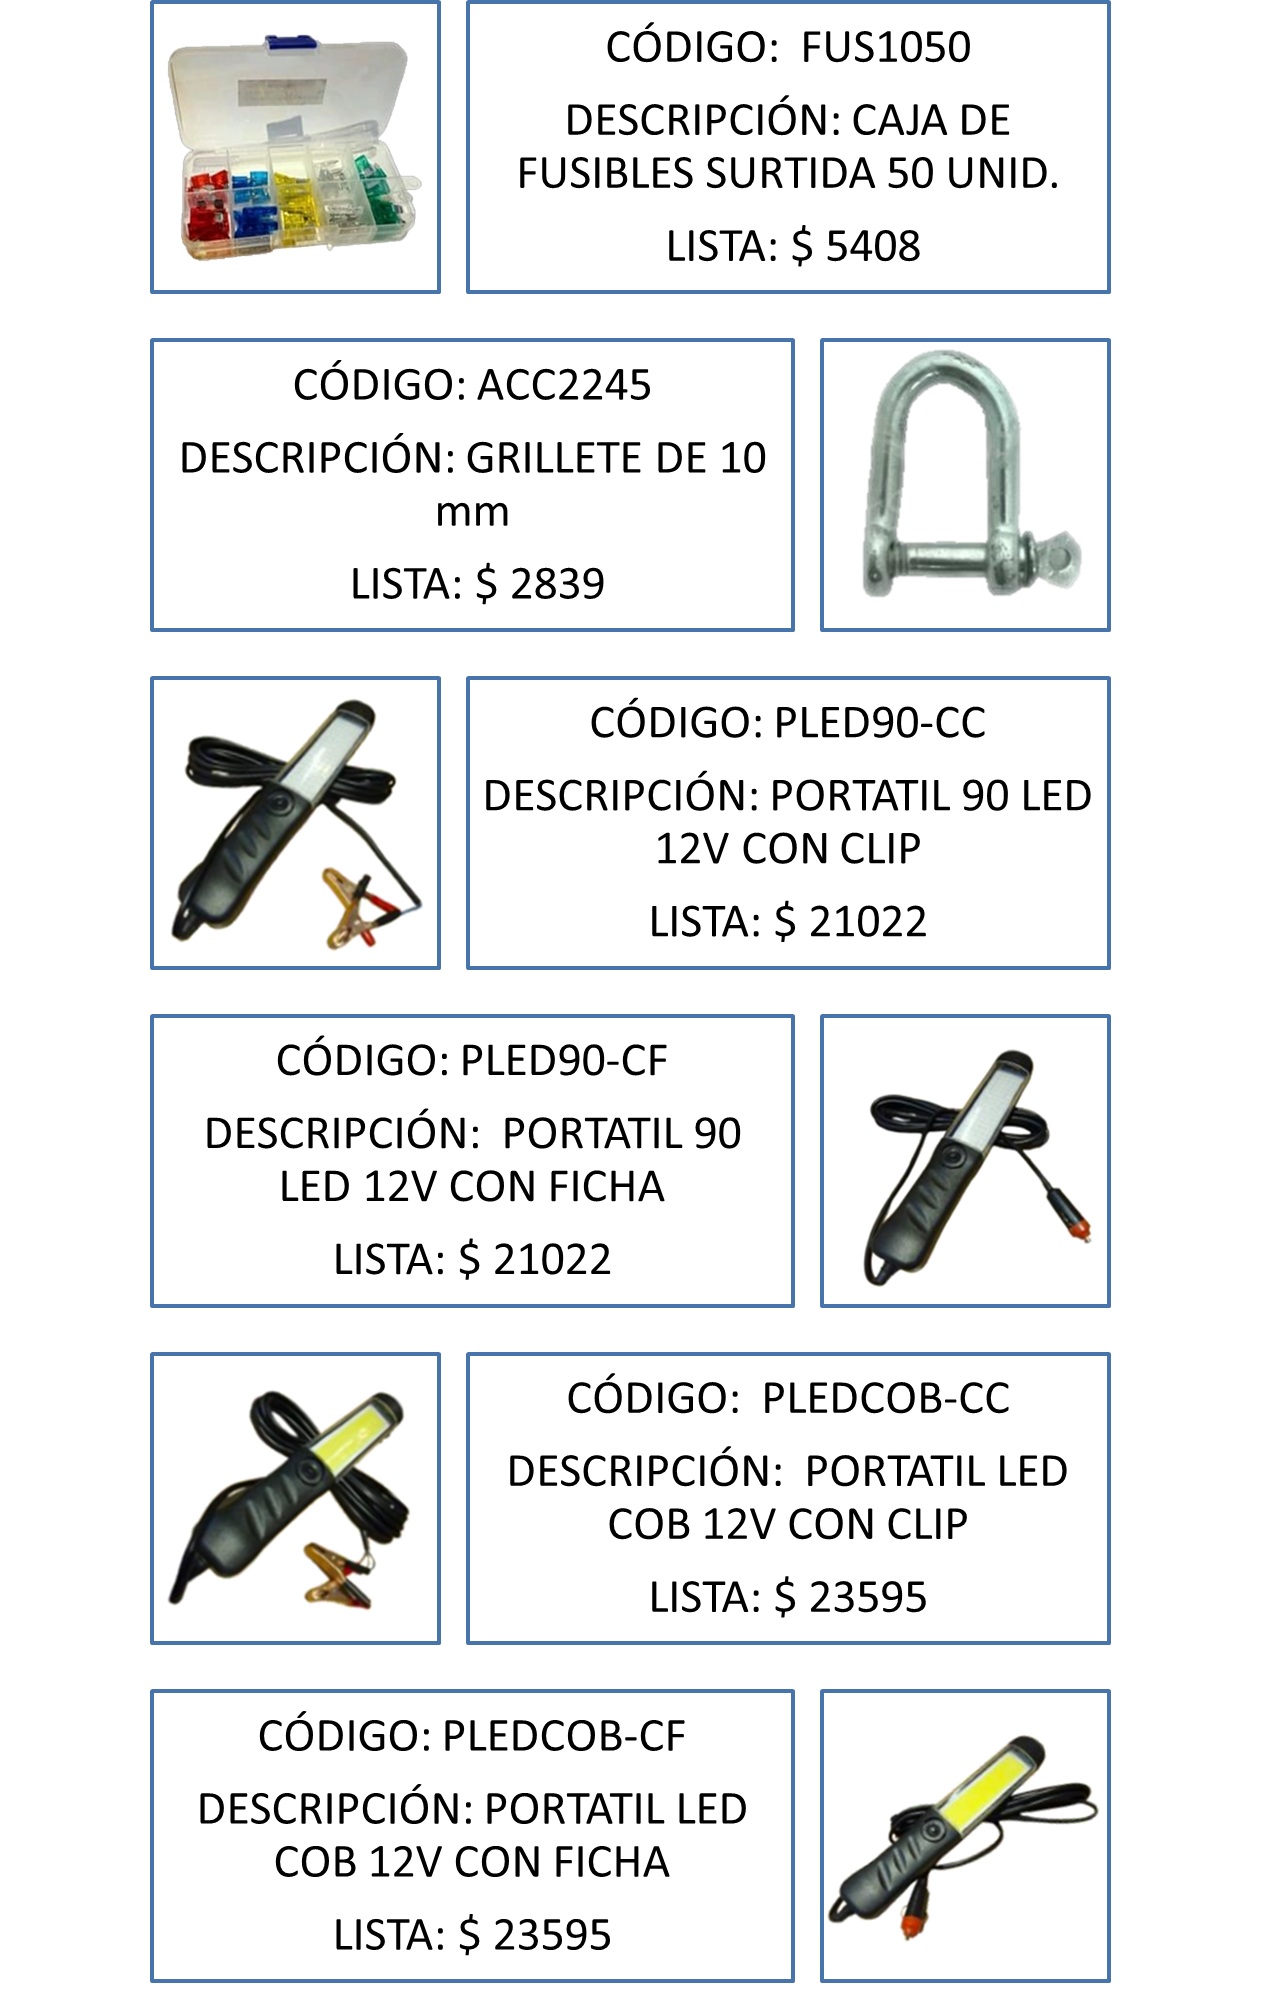 CÓDIGO:  FUS1050
DESCRIPCIÓN: CAJA DE
FUSIBLES SURTIDA 50 UNID.
LISTA: $ 5408
CÓDIGO: ACC2245
DESCRIPCIÓN: GRILLETE DE 10
mm
LISTA: $ 2839
CÓDIGO: PLED90-CC
DESCRIPCIÓN: PORTATIL 90 LED
12V CON CLIP
LISTA: $ 21022
CÓDIGO: PLED90-CF
DESCRIPCIÓN:  PORTATIL 90
LED 12V CON FICHA
LISTA: $ 21022
CÓDIGO:  PLEDCOB-CC
DESCRIPCIÓN:  PORTATIL LED
COB 12V CON CLIP
LISTA: $ 23595
CÓDIGO: PLEDCOB-CF
DESCRIPCIÓN: PORTATIL LED
COB 12V CON FICHA
LISTA: $ 23595